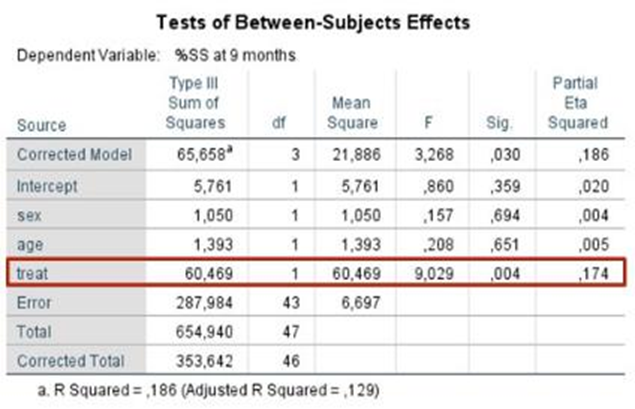 Tests of Between-Subjects Effects
Dependent Variable: %SS at 9 months
Source Type III Sum of Squares df Mean Square F Sig. Partial Eta Squared
Corrected Model 65,658a 3 21,886 3,268 ,030 ,186
Intercept 5,761 1 5,761 ,860 ,359 ,020
sex 1,050 1 1,050 ,157 ,694 ,004
age 1,393 1 1,393 ,208 ,651 ,005
treat 60,469 1 60,469 9,029 ,004 ,174
Error 287,984 43 6,697
Total 654,940 47
Corrected Total 353,642 46
a. R Squared = ,186 (Adjusted R Squared = ,129)